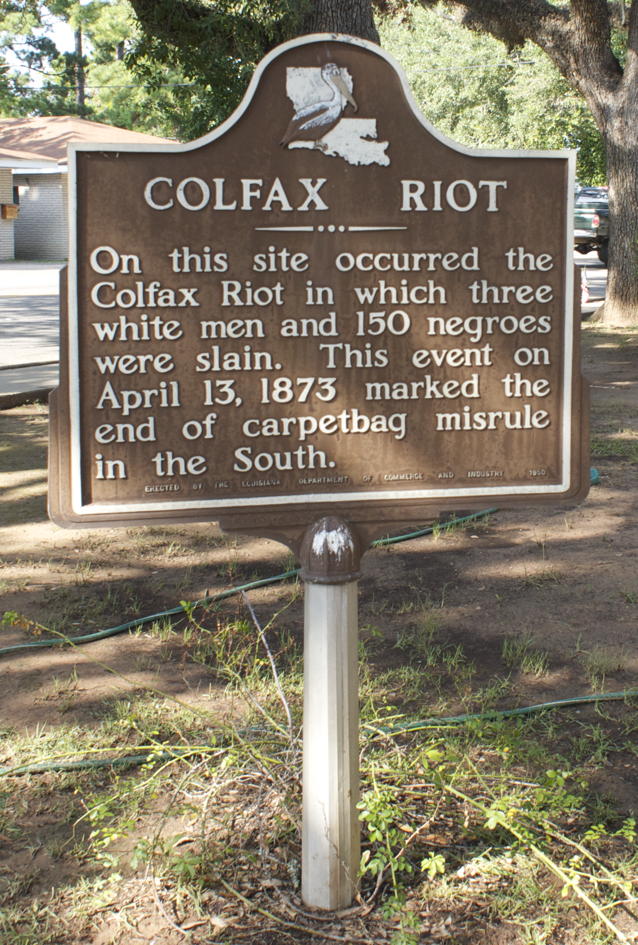 COLFAX RIOT
On this site occurred the
Colfax Riot in which three
white men and 150 negroes
were slain. This event on
April 13, 1873 marked the
end of carpetbag misrule
in the South.
ERECTED BY THE LOUISIANA DEPARTMENT OF COMMERCE AND INDUSTRY 1950